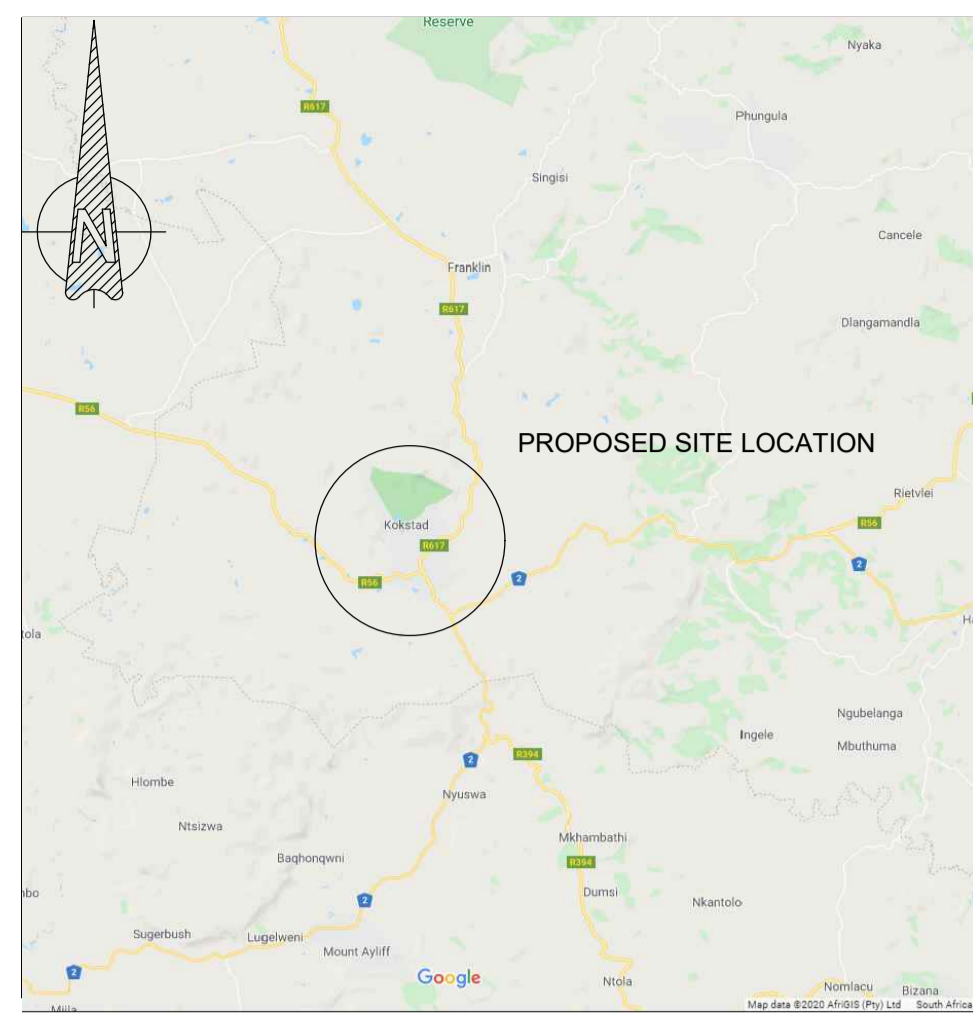 Reserve
Nyaka
R617
Phungula
Singisi
N
Cancele
Franklin
R617
Dlangamandla
R56
PROPOSED SITE LOCATION
Rietvlei
Kokstad
R56
R617
2
R56
2
tola
Ngubelanga
Ingele
Mbuthuma
R394
2
Hlombe
Nyuswa
Ntsizwa
Mkhambathi
Baqhonqwni
R394
Dumsi
2
Nkantolo
Sugerbush
Lugelweni
Mount Ayliff
2
Google
Ntola
Nomlacu
Bizana
Map data ©2020 AfriGIS (Pty) Ltd South Africa